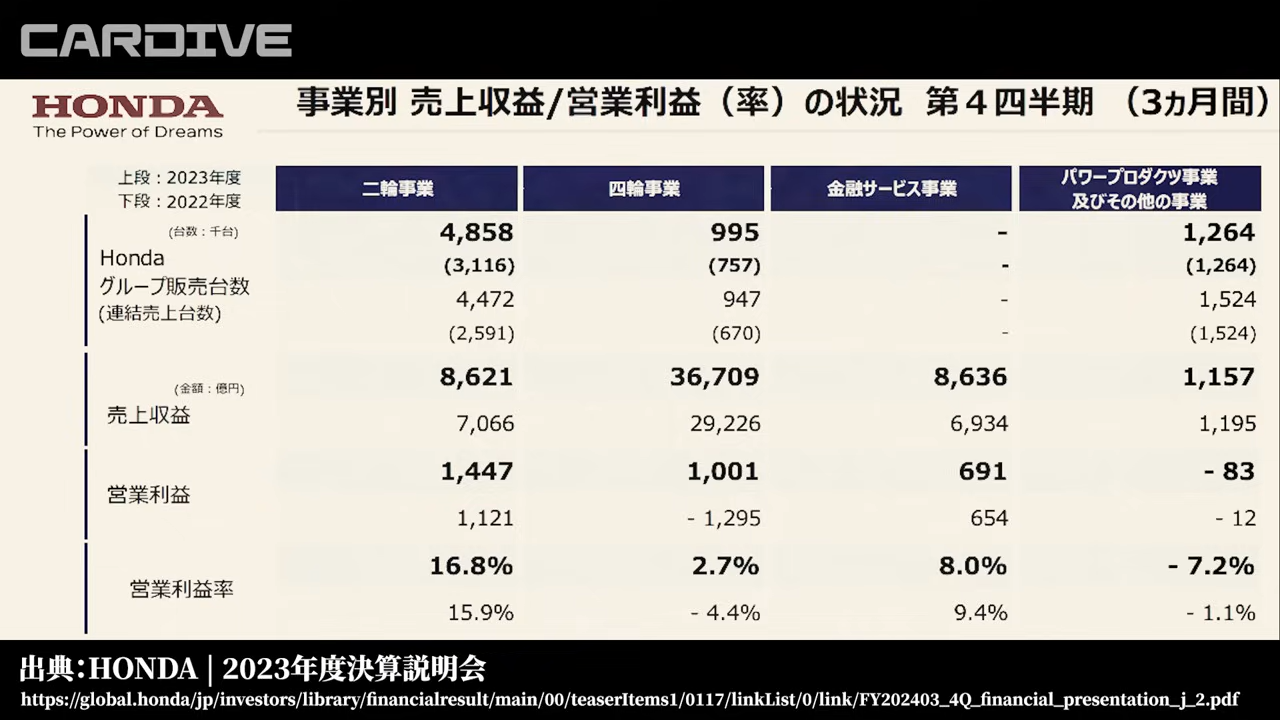 CARDIVE
HONDA
The Power of Dreams
事業別 売上収益/営業利益（率）の状況 第４四半期 （3ヵ月間）
上段：2023年度
下段：2022年度
二輪事業 四輪事業 金融サービス事業 パワープロダクツ事業
及びその他の事業
(台数：千台)
Honda
グループ販売台数
(連結売上台数)
4,858 995 - 1,264
(3,116) (757) - (1,264)
4,472 947 - 1,524
(2,591) (670) - (1,524)
(金額：億円)
売上収益
8,621 36,709 8,636 1,157
7,066 29,226 6,934 1,195
営業利益
1,447 1,001 691 - 83
1,121 - 1,295 654 - 12
営業利益率
16.8% 2.7% 8.0% - 7.2%
15.9% - 4.4% 9.4% - 1.1%
出典：HONDA | 2023年度決算説明会
https://global.honda/jp/investors/library/financialresult/main/00/teaserItems1/0117/linkList/0/link/FY202403_4Q_financial_presentation_j_2.pdf